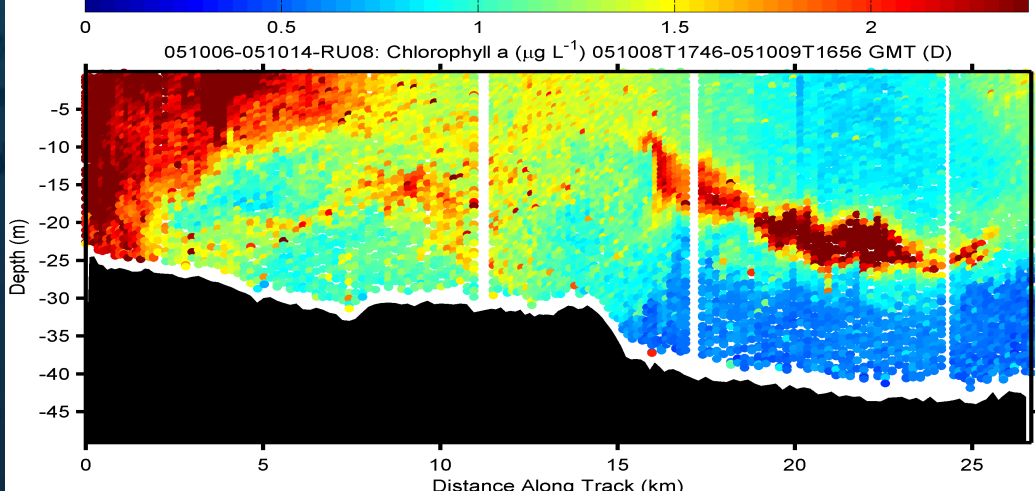 0 0.5 1 1.5 2
051006-051014-RU08: Chlorophyll a (μg L⁻¹) 051008T1746-051009T1656 GMT (D)
-5
-10
-15
-20
-25
-30
-35
-40
-45
Depth (m)
0 5 10 15 20 25
Distance Along Track (km)